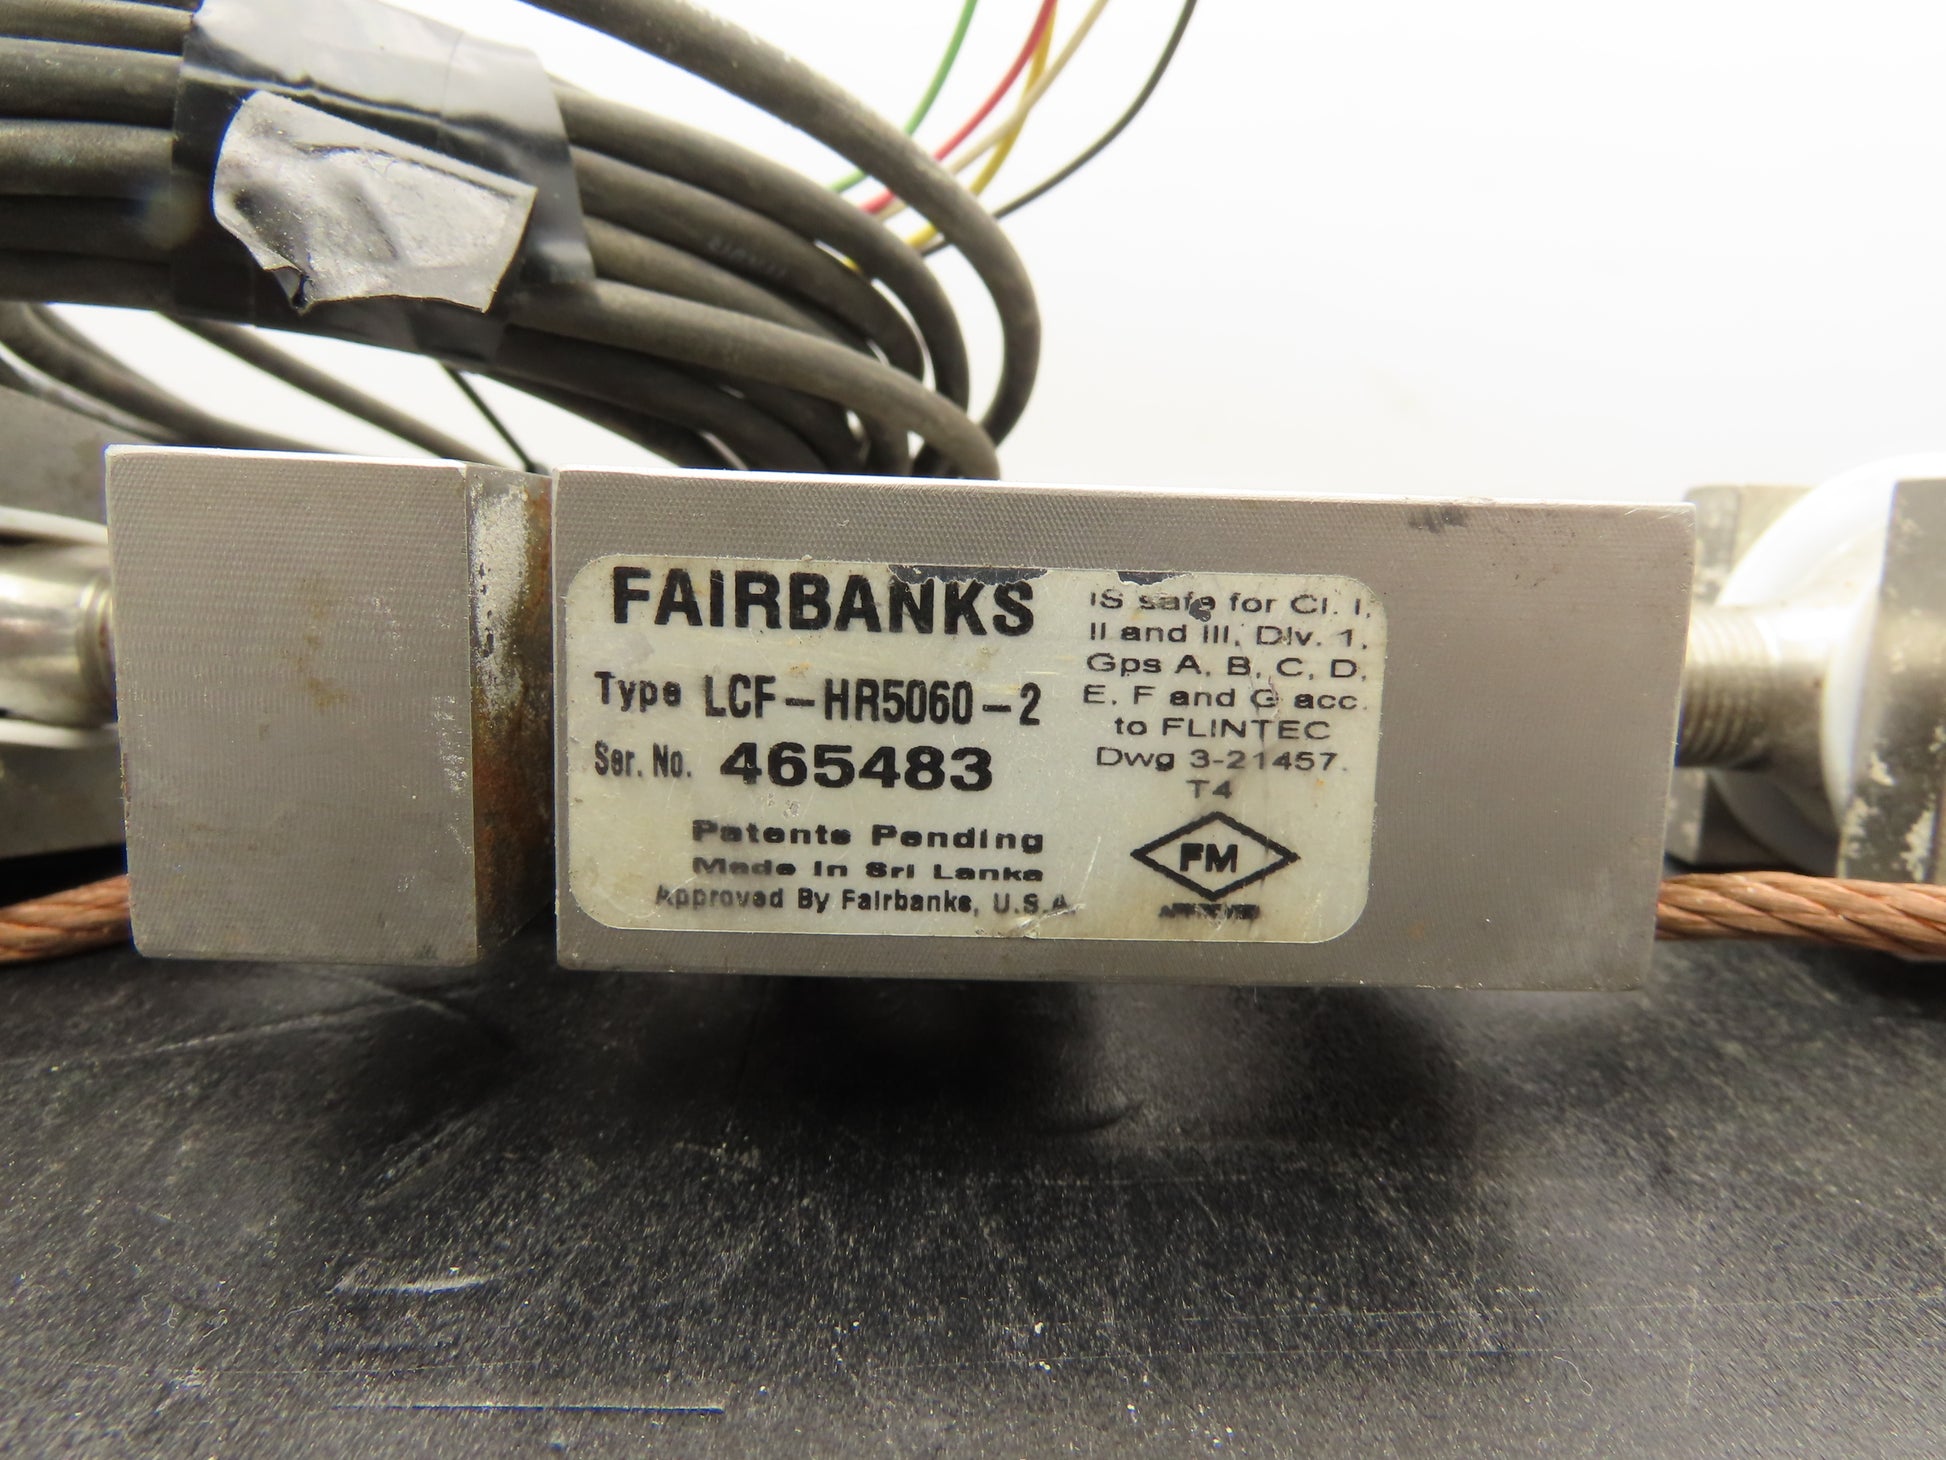 FAIRBANKS
Type LCF-HR5060-2
Ser. No. 465483
Patents Pending
Made in Sri Lanka
Approved By Fairbanks, U.S.A.
IS safe for Cl. I,
II and III, Div. 1,
Gps A, B, C, D,
E, F and G acc.
to FLINTEC
Dwg 3-21457.
T4
FM
APPROVED